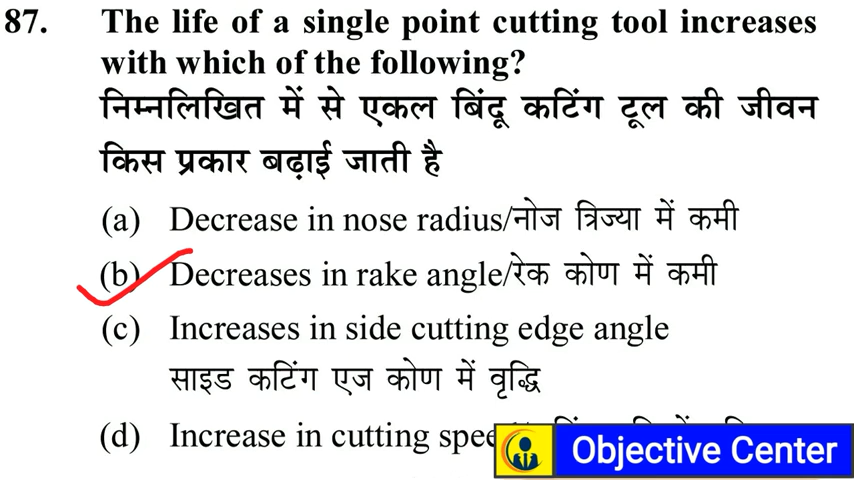 87. The life of a single point cutting tool increases
with which of the following?
निम्नलिखित में से एकल बिंदू कटिंग टूल की जीवन
किस प्रकार बढ़ाई जाती है
(a) Decrease in nose radius/नोज त्रिज्या में कमी
(b) Decreases in rake angle/रेक कोण में कमी
(c) Increases in side cutting edge angle
साइड कटिंग एज कोण में वृद्धि
(d) Increase in cutting
Objective Center